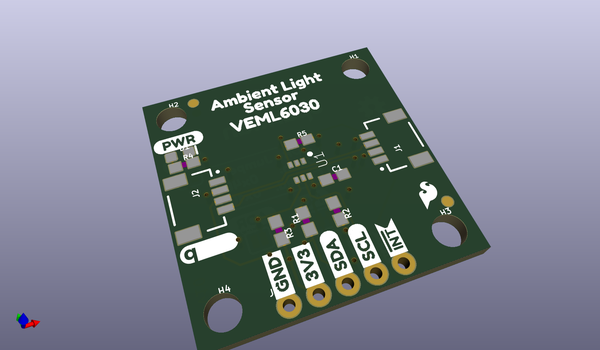 H1
H2
Ambient Light
Sensor
VEML6030
PWR
R4
R5
U1
J1
C1
J2
R3
R1
R2
q
H3
GND
3V3
SDA
SCL
INT
H4